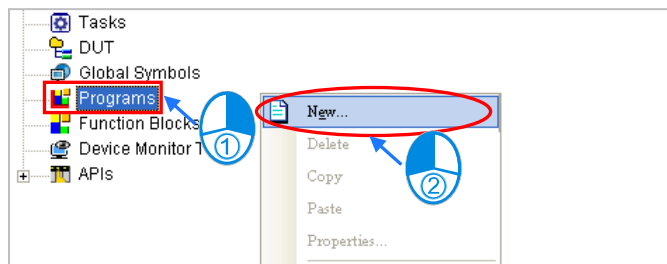 Tasks
DUT
Global Symbols
Programs
Function Blocks
Device Monitor T
APIs
1
New...
Delete
Copy
Paste
Properties...
2